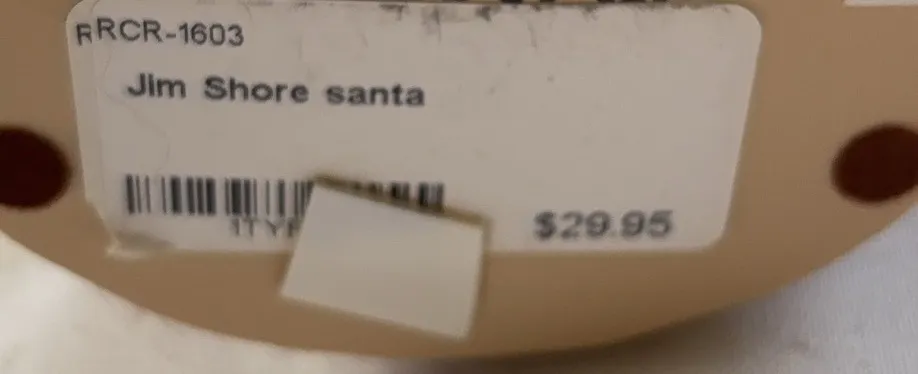 RRCR-1603
Jim Shore santa
$29.95